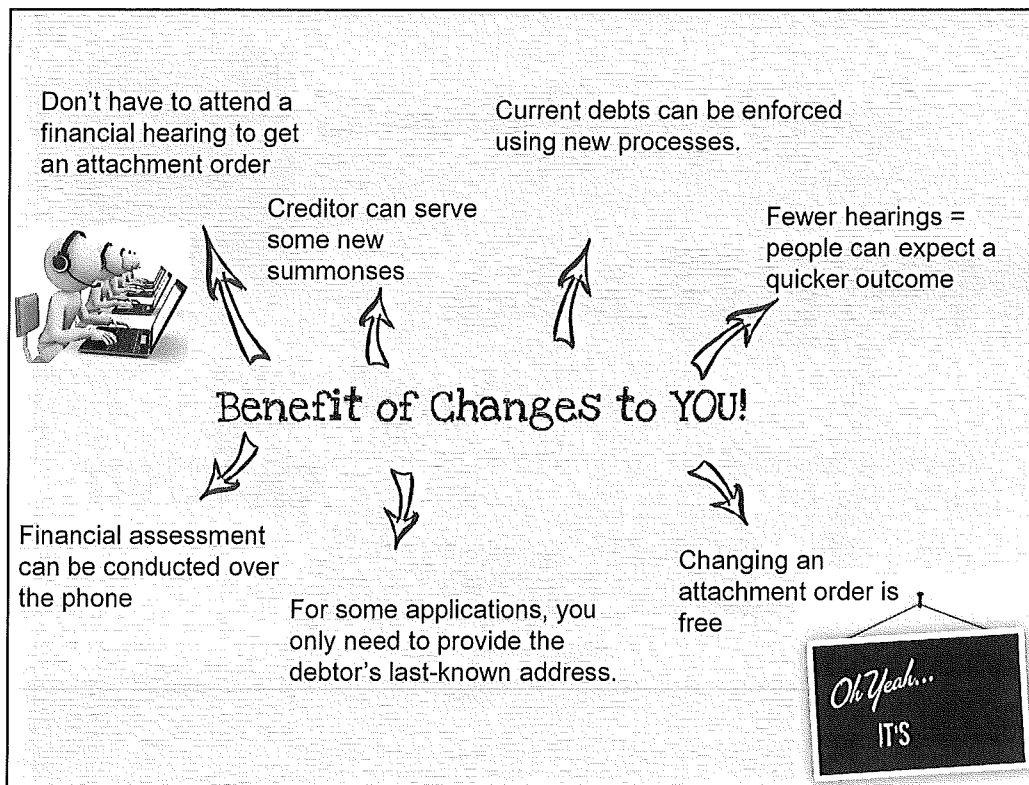 Don't have to attend a
financial hearing to get
an attachment order
Current debts can be enforced
using new processes.
Creditor can serve
some new
summonses
Fewer hearings =
people can expect a
quicker outcome
Benefit of Changes to YOU!
Financial assessment
can be conducted over
the phone
For some applications, you
only need to provide the
debtor's last-known address.
Changing an
attachment order is
free
Oh Yeah...
IT'S